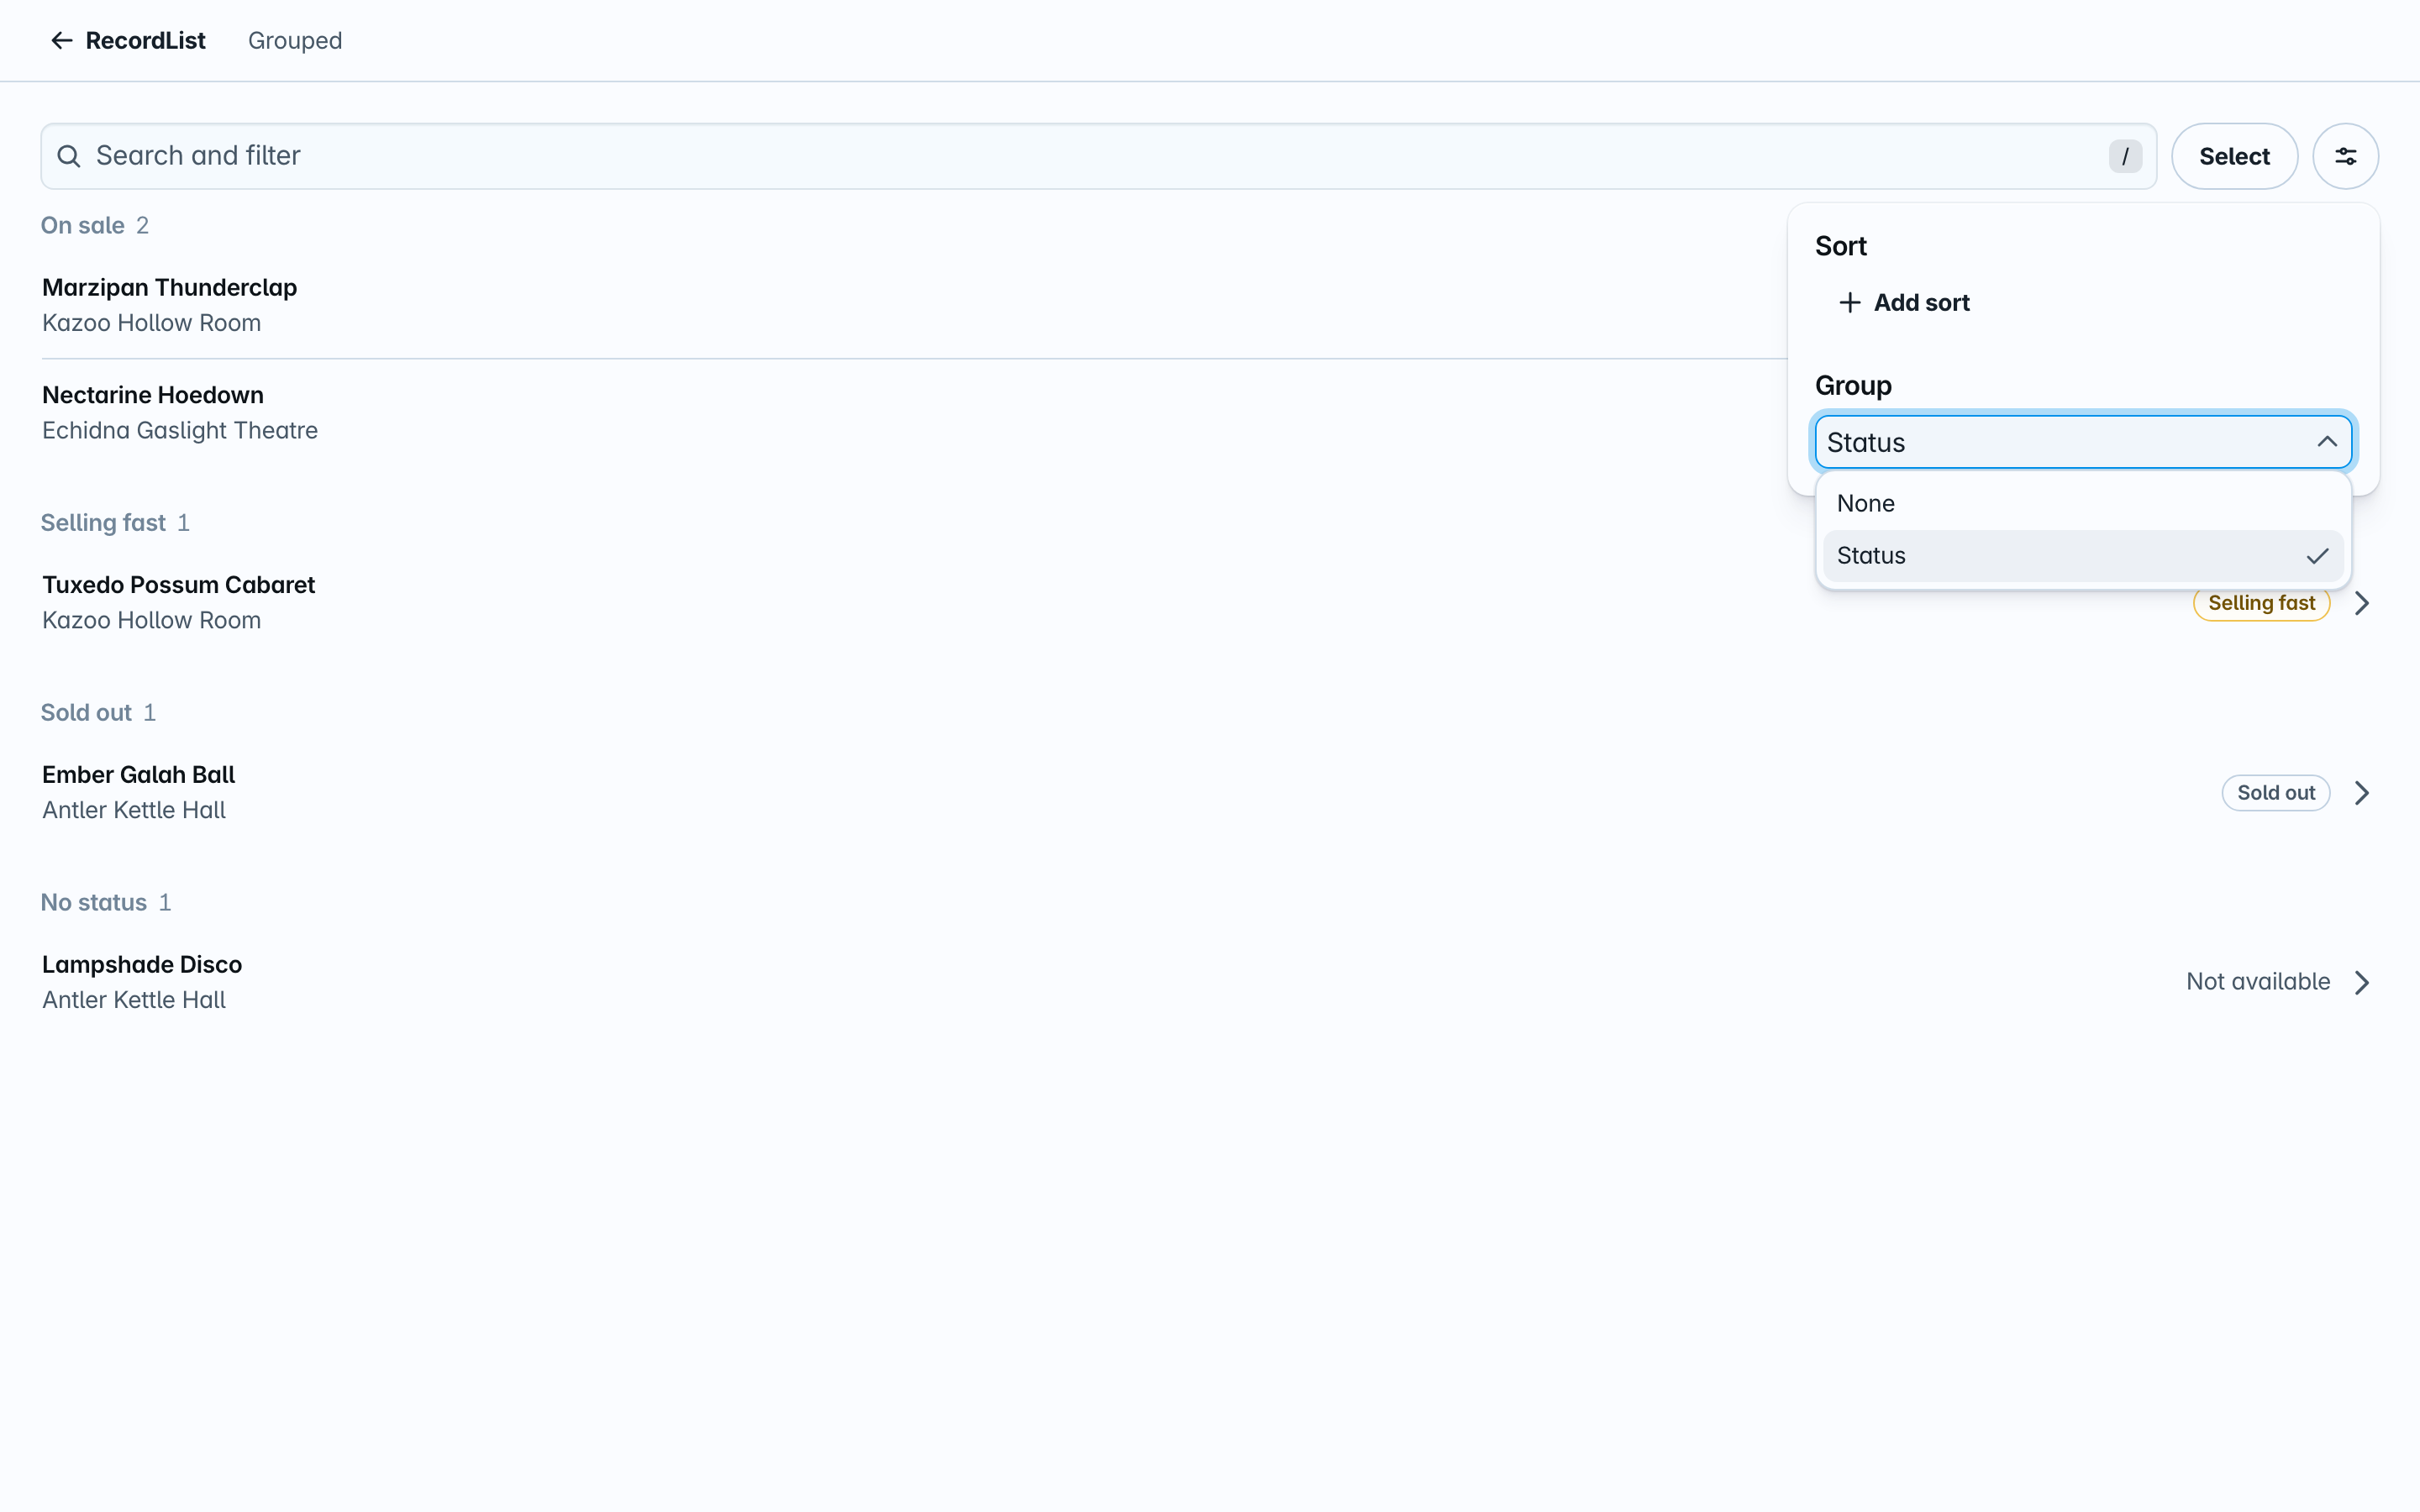 RecordList Grouped
Search and filter /
Select
On sale 2
Marzipan Thunderclap
Kazoo Hollow Room
Nectarine Hoedown
Echidna Gaslight Theatre
Sort
Add sort
Group
Status
None
Status
Selling fast 1
Tuxedo Possum Cabaret
Kazoo Hollow Room
Selling fast
Sold out 1
Ember Galah Ball
Antler Kettle Hall
Sold out
No status 1
Lampshade Disco
Antler Kettle Hall
Not available